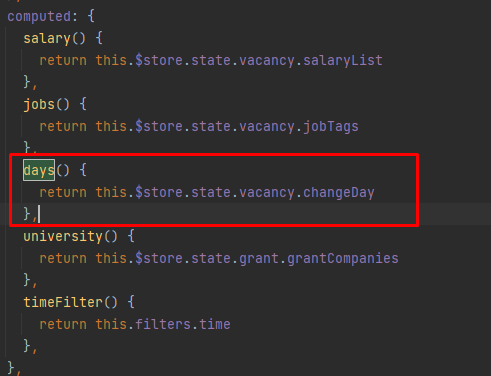 computed: {
salary() {
return this.$store.state.vacancy.salaryList
},
jobs() {
return this.$store.state.vacancy.jobTags
},
days() {
return this.$store.state.vacancy.changeDay
},
university() {
return this.$store.state.grant.grantCompanies
},
timeFilter() {
return this.filters.time
},
},